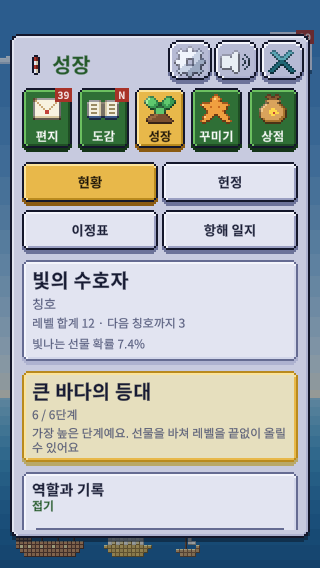 성장
39
N
편지
도감
성장
꾸미기
상점
현황
헌정
이정표
항해 일지
빛의 수호자
칭호
레벨 합계 12 · 다음 칭호까지 3
빛나는 선물 확률 7.4%
큰 바다의 등대
6 / 6단계
가장 높은 단계예요. 선물을 바쳐 레벨을 끝없이 올릴
수 있어요
역할과 기록
접기